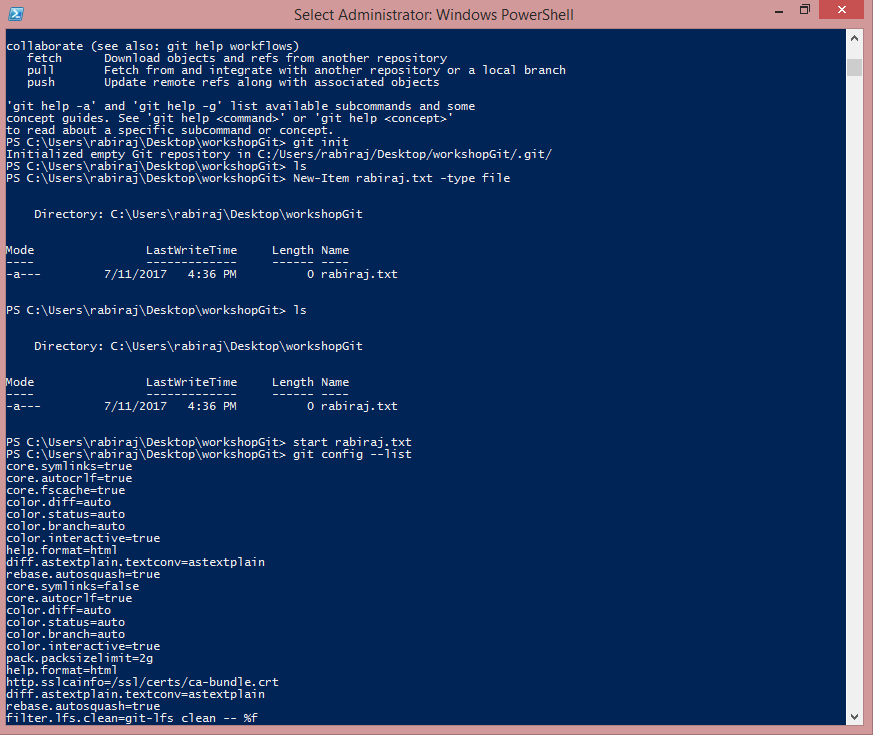 Select Administrator: Windows PowerShell
collaborate (see also: git help workflows)
   fetch      Download objects and refs from another repository
   pull       Fetch from and integrate with another repository or a local branch
   push       Update remote refs along with associated objects
'git help -a' and 'git help -g' list available subcommands and some
concept guides. See 'git help <command>' or 'git help <concept>'
to read about a specific subcommand or concept.
PS C:\Users\rabiraj\Desktop\workshopGit> git init
Initialized empty Git repository in C:/Users/rabiraj/Desktop/workshopGit/.git/
PS C:\Users\rabiraj\Desktop\workshopGit> ls
PS C:\Users\rabiraj\Desktop\workshopGit> New-Item rabiraj.txt -type file
    Directory: C:\Users\rabiraj\Desktop\workshopGit
Mode                LastWriteTime     Length Name
----                -------------     ------ ----
-a---         7/11/2017   4:36 PM          0 rabiraj.txt
PS C:\Users\rabiraj\Desktop\workshopGit> ls
    Directory: C:\Users\rabiraj\Desktop\workshopGit
Mode                LastWriteTime     Length Name
----                -------------     ------ ----
-a---         7/11/2017   4:36 PM          0 rabiraj.txt
PS C:\Users\rabiraj\Desktop\workshopGit> start rabiraj.txt
PS C:\Users\rabiraj\Desktop\workshopGit> git config --list
core.symlinks=true
core.autocrlf=true
core.fscache=true
color.diff=auto
color.status=auto
color.branch=auto
color.interactive=true
help.format=html
diff.astextplain.textconv=astextplain
rebase.autosquash=true
core.symlinks=false
core.autocrlf=true
color.diff=auto
color.status=auto
color.branch=auto
color.interactive=true
pack.packsizelimit=2g
help.format=html
http.sslcainfo=/ssl/certs/ca-bundle.crt
diff.astextplain.textconv=astextplain
rebase.autosquash=true
filter.lfs.clean=git-lfs clean -- %f